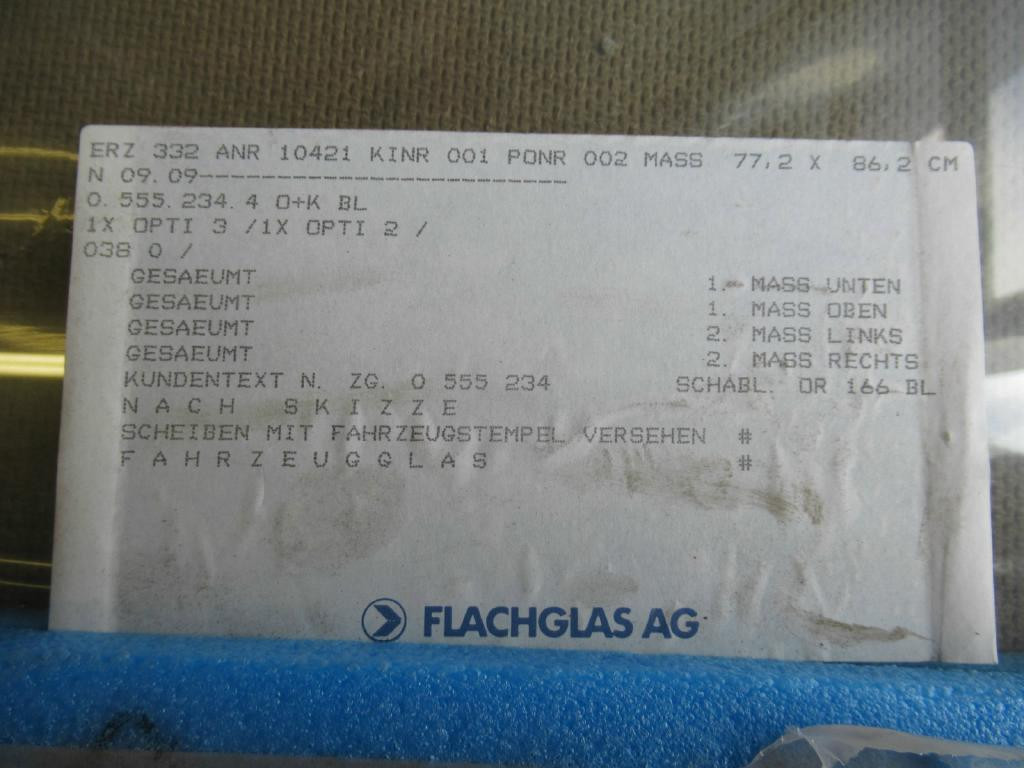 ERZ 332 ANR 10421 KINR 001 PONR 002 MASS 77,2 X 86,2 CM
N 09.09-----------------------------
0.555.234.4 O+K BL
1X OPTI 3 /1X OPTI 2 /
038 0 /
GESAEUMT 1. MASS UNTEN
GESAEUMT 1. MASS OBEN
GESAEUMT 2. MASS LINKS
GESAEUMT 2. MASS RECHTS
KUNDENTEXT N. ZG. 0 555 234 SCHABL. OR 166 BL
N A C H S K I Z Z E
SCHEIBEN MIT FAHRZEUGSTEMPEL VERSEHEN #
F A H R Z E U G G L A S #
FLACHGLAS AG